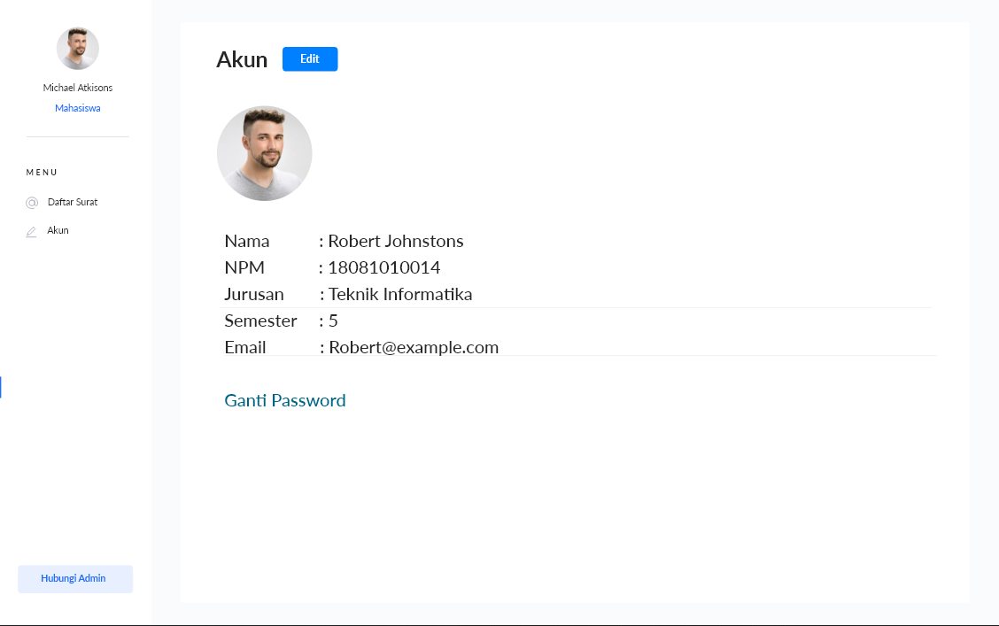 Michael Atkisons
Mahasiswa
MENU
Daftar Surat
Akun
Hubungi Admin
Akun
Edit
Nama : Robert Johnstons
NPM : 18081010014
Jurusan : Teknik Informatika
Semester : 5
Email : Robert@example.com
Ganti Password